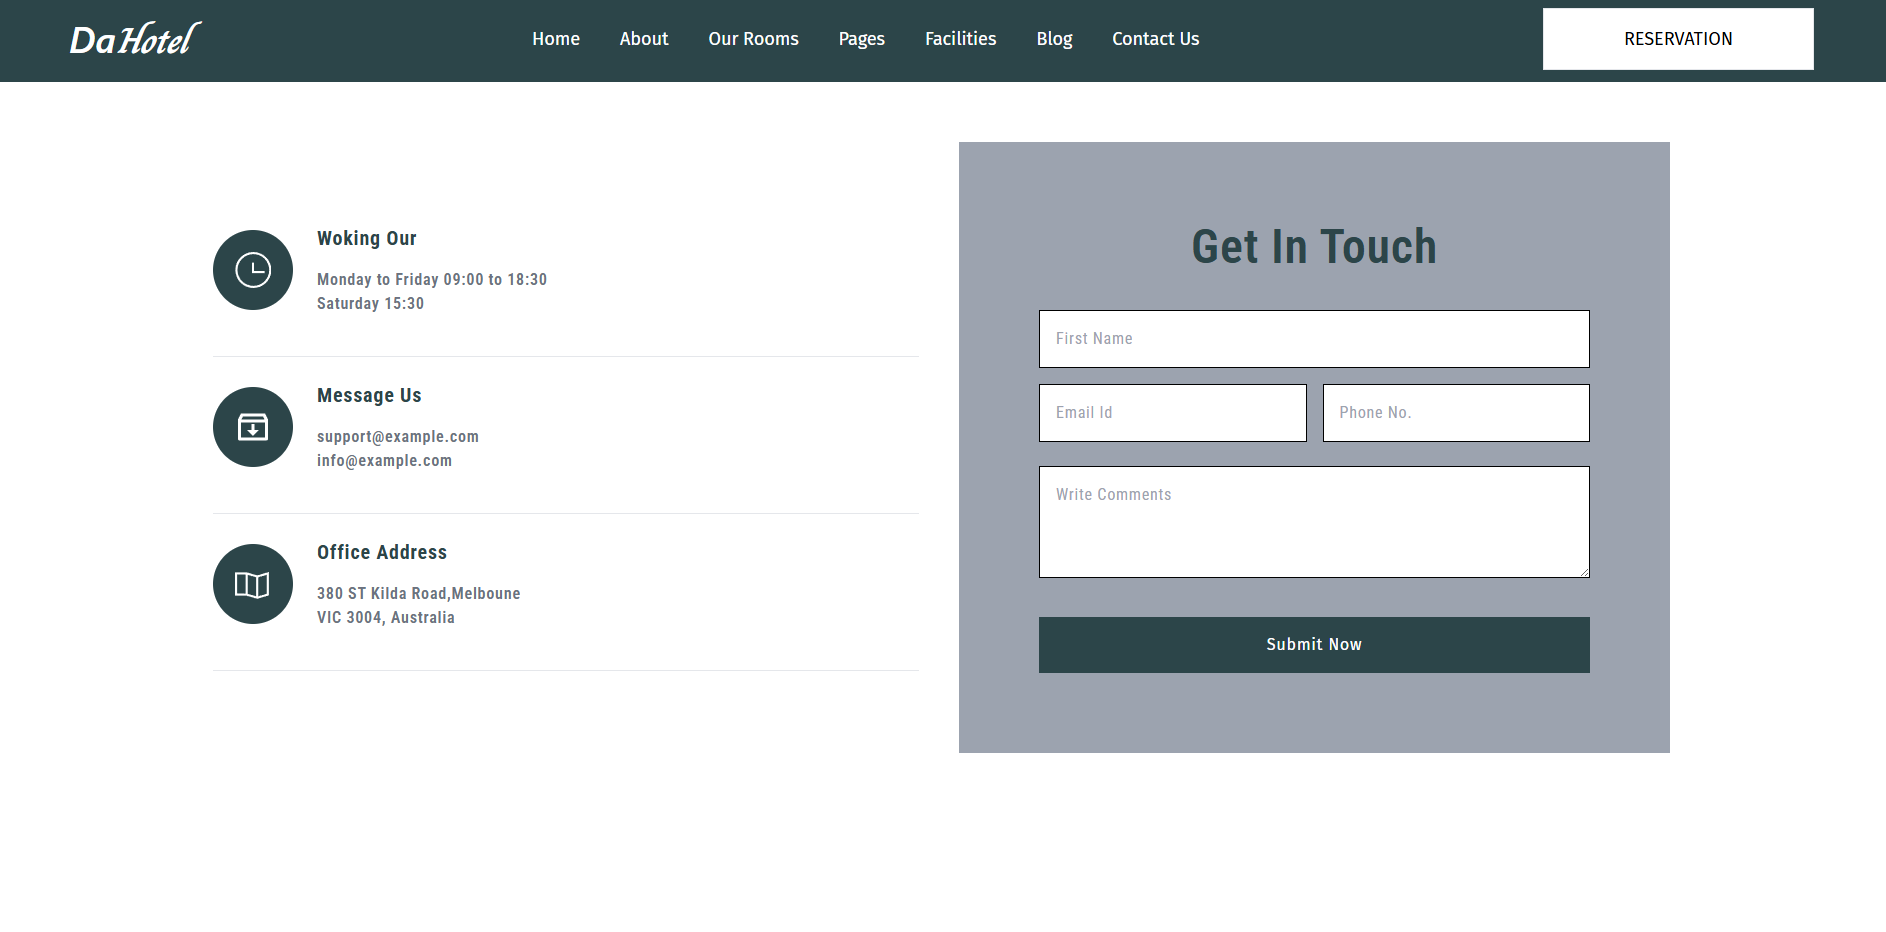 DaHotel
Home About Our Rooms Pages Facilities Blog Contact Us
RESERVATION
Woking Our
Monday to Friday 09:00 to 18:30
Saturday 15:30
Message Us
support@example.com
info@example.com
Office Address
380 ST Kilda Road,Melboune
VIC 3004, Australia
Get In Touch
First Name
Email Id
Phone No.
Write Comments
Submit Now